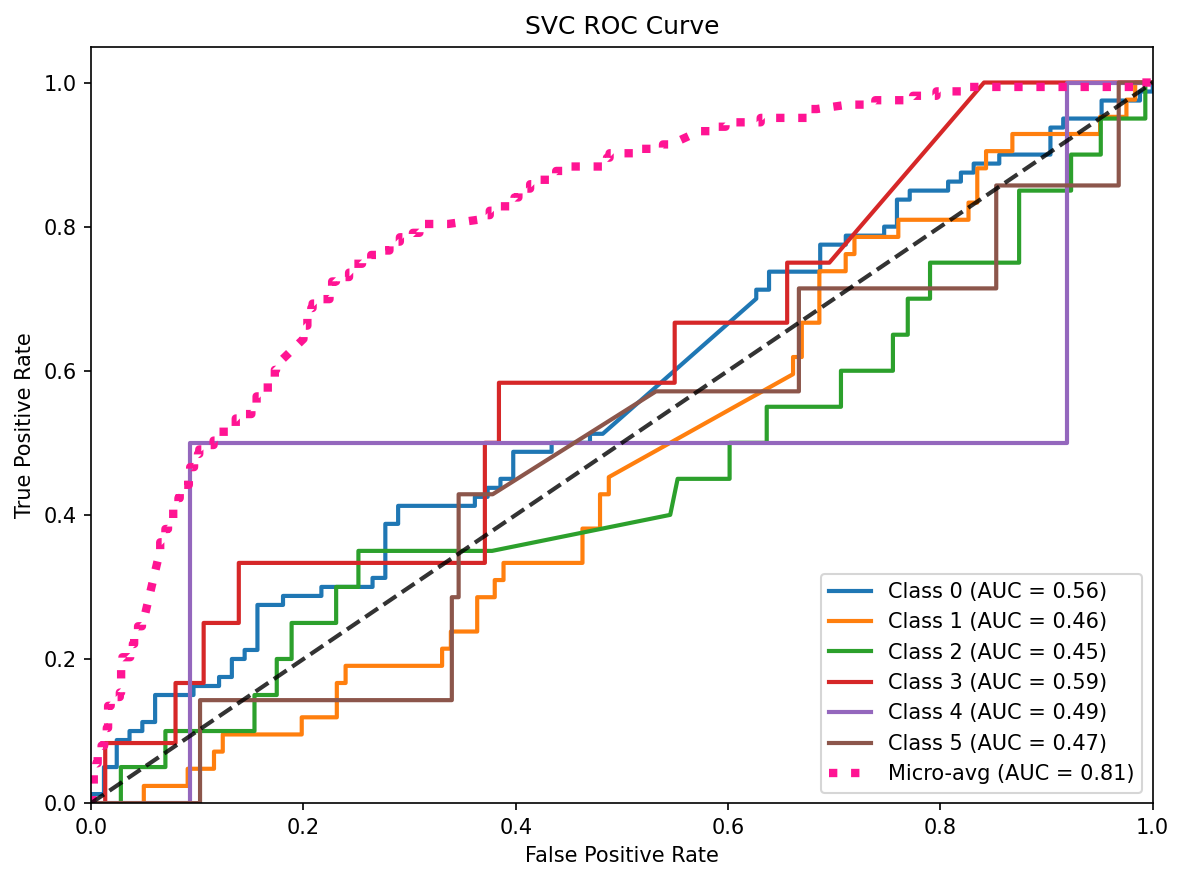 SVC ROC Curve
True Positive Rate
1.0
0.8
0.6
0.4
0.2
0.0
0.0 0.2 0.4 0.6 0.8 1.0
False Positive Rate
Class 0 (AUC = 0.56)
Class 1 (AUC = 0.46)
Class 2 (AUC = 0.45)
Class 3 (AUC = 0.59)
Class 4 (AUC = 0.49)
Class 5 (AUC = 0.47)
Micro-avg (AUC = 0.81)